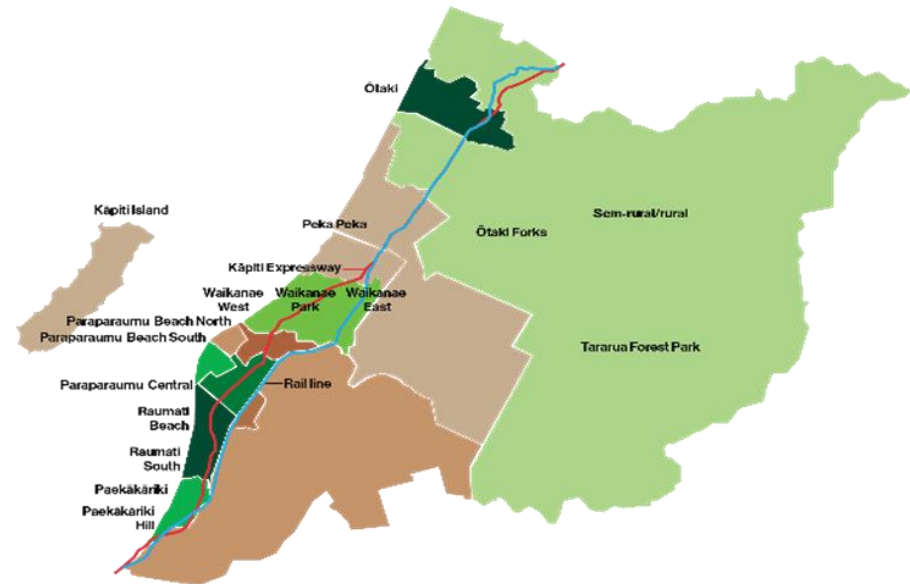 Ōtaki
Kāpiti Island
Sem-rural/rural
Peka Peka
Ōtaki Forks
Kāpiti Expressway
Waikanae
West
Waikanae
Park
Waikanae
East
Paraparaumu Beach North
Paraparaumu Beach South
Tararua Forest Park
Paraparaumu Central
Rail line
Raumati
Beach
Raumati
South
Paekākāriki
Paekākāriki
Hill